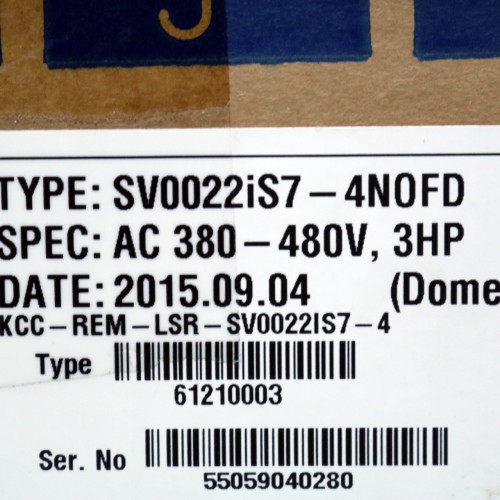 TYPE: SV0022iS7-4NOFD
SPEC: AC 380-480V, 3HP
DATE: 2015.09.04 (Dome
KCC-REM-LSR-SV0022IS7-4
Type
61210003
Ser. No
55059040280